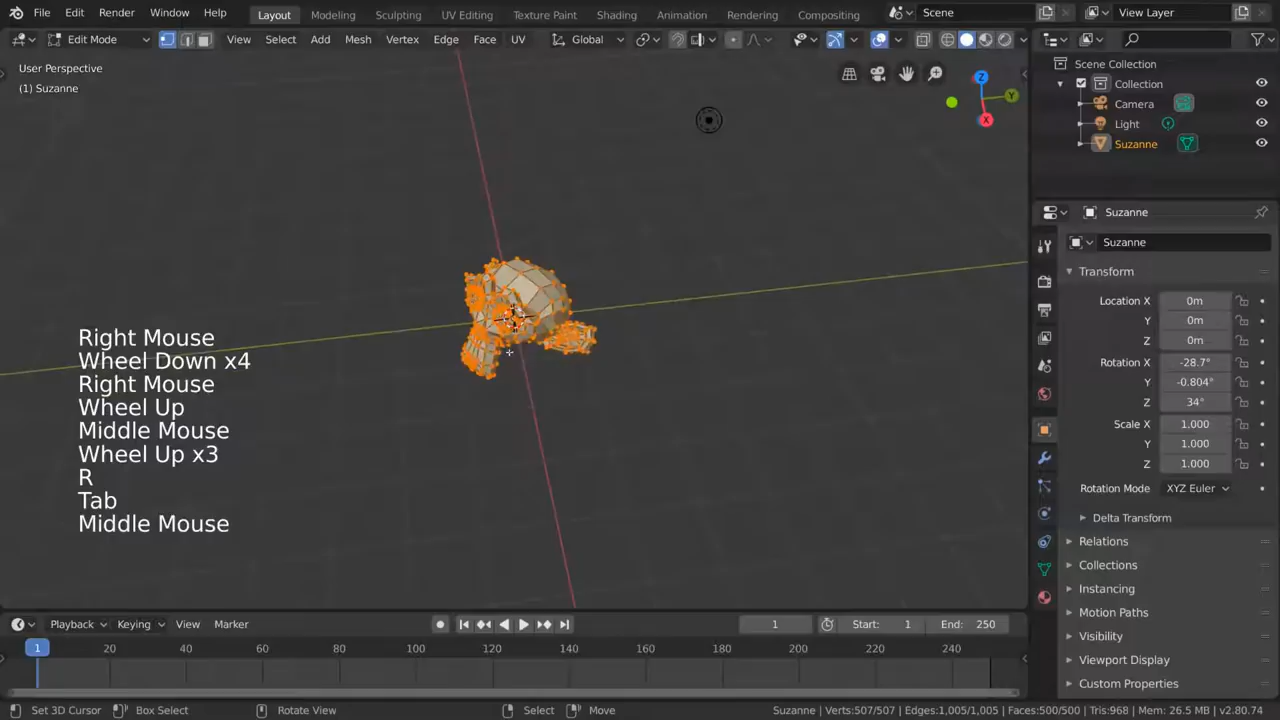 File Edit Render Window Help Layout Modeling Sculpting UV Editing Texture Paint Shading Animation Rendering Compositing Scene View Layer
Edit Mode View Select Add Mesh Vertex Edge Face UV Global
User Perspective
(1) Suzanne
Z
Y
X
Right Mouse
Wheel Down x4
Right Mouse
Wheel Up
Middle Mouse
Wheel Up x3
R
Tab
Middle Mouse
Scene Collection
Collection
Camera
Light
Suzanne
Suzanne
Suzanne
Transform
Location X 0m
Y 0m
Z 0m
Rotation X -28.7°
Y -0.804°
Z 34°
Scale X 1.000
Y 1.000
Z 1.000
Rotation Mode XYZ Euler
Delta Transform
Relations
Collections
Instancing
Motion Paths
Visibility
Viewport Display
Custom Properties
Playback Keying View Marker 1 Start: 1 End: 250
1 20 40 60 80 100 120 140 160 180 200 220 240
Set 3D Cursor Box Select Rotate View Select Move Suzanne | Verts:507/507 | Edges:1,005/1,005 | Faces:500/500 | Tris:968 | Mem: 26.5 MB | v2.80.74